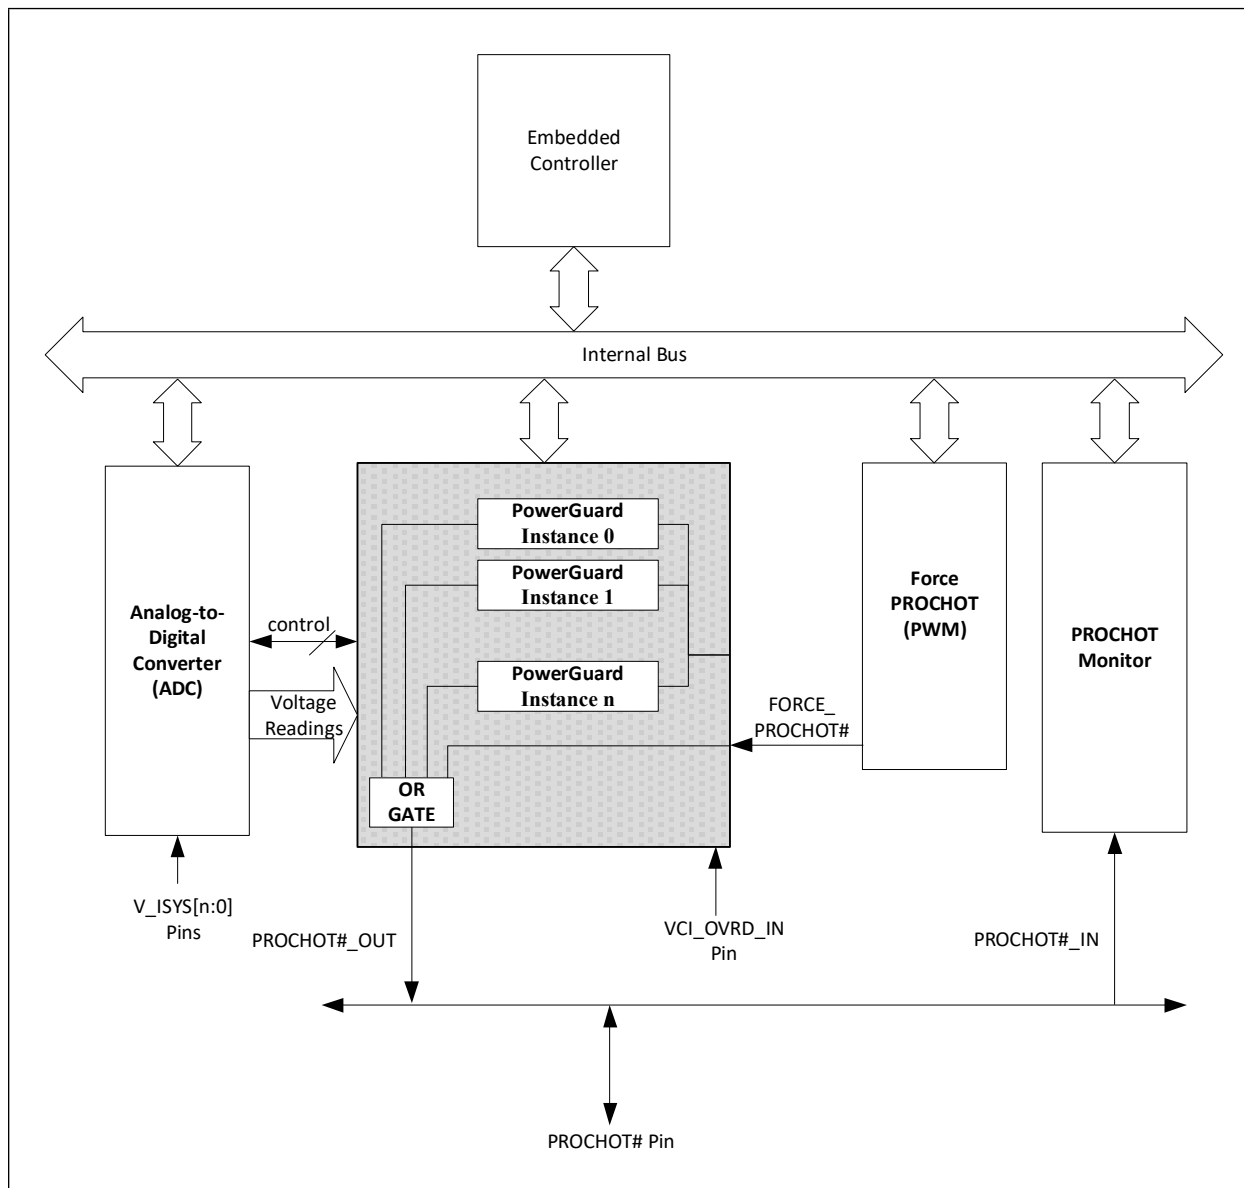 Embedded
Controller
Internal Bus
Analog-to-
Digital
Converter
(ADC)
control
Voltage
Readings
PowerGuard
Instance 0
PowerGuard
Instance 1
PowerGuard
Instance n
OR
GATE
FORCE_
PROCHOT#
Force
PROCHOT
(PWM)
PROCHOT
Monitor
V_ISYS[n:0]
Pins
PROCHOT#_OUT
VCI_OVRD_IN
Pin
PROCHOT#_IN
PROCHOT# Pin